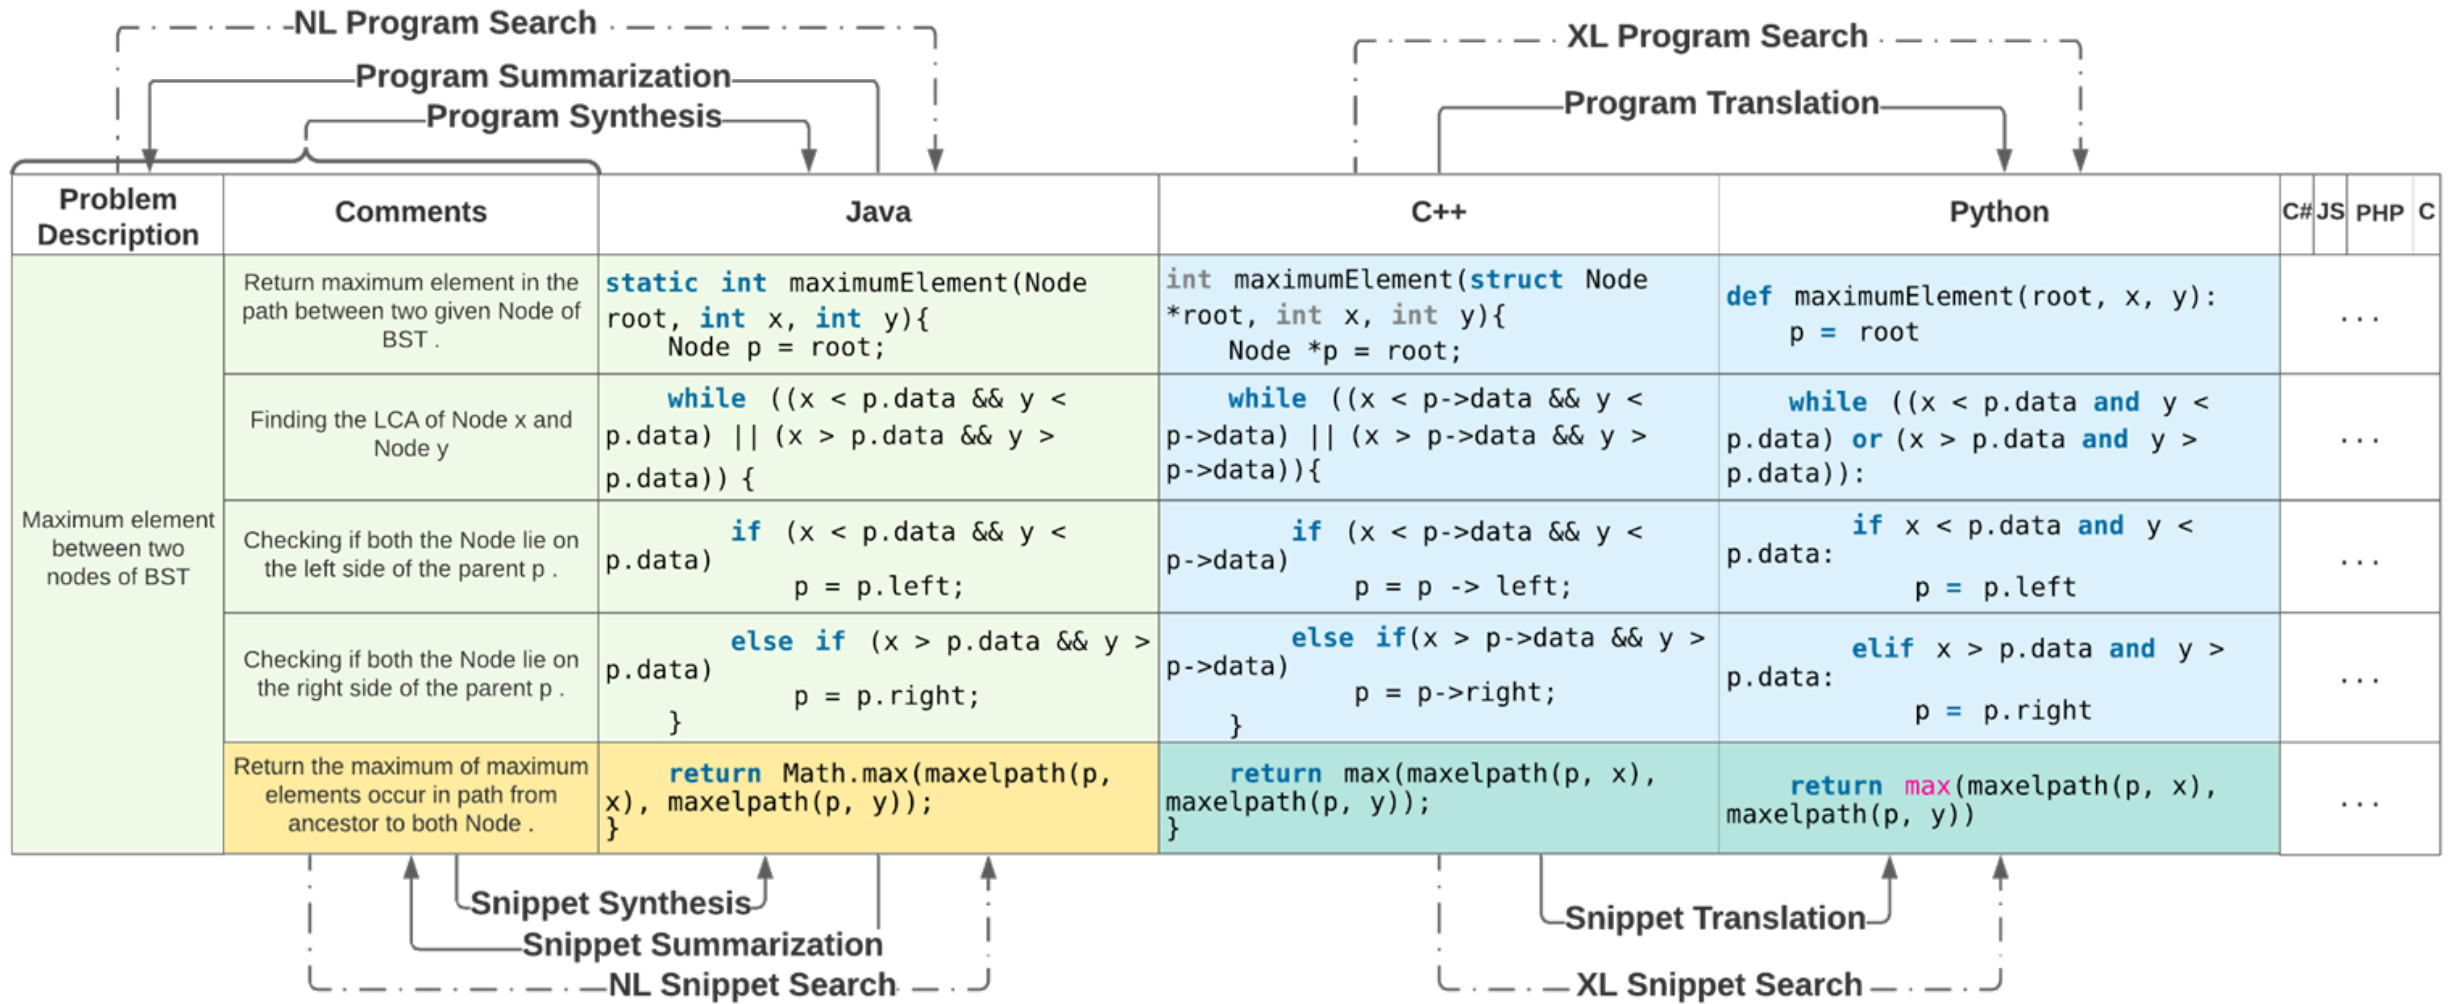 NL Program Search
XL Program Search
Program Summarization
Program Translation
Program Synthesis
Problem
Description
Comments
Java
C++
Python
C#
JS
PHP
C
Maximum element
between two
nodes of BST
Return maximum element in the
path between two given Node of
BST .
static int maximumElement(Node
root, int x, int y){
Node p = root;
int maximumElement(struct Node
*root, int x, int y){
Node *p = root;
def maximumElement(root, x, y):
p = root
...
Finding the LCA of Node x and
Node y
while ((x < p.data && y <
p.data) || (x > p.data && y >
p.data)) {
while ((x < p->data && y <
p->data) || (x > p->data && y >
p->data)){
while ((x < p.data and y <
p.data) or (x > p.data and y >
p.data)):
...
Checking if both the Node lie on
the left side of the parent p .
if (x < p.data && y <
p.data)
p = p.left;
if (x < p->data && y <
p->data)
p = p -> left;
if x < p.data and y <
p.data:
p = p.left
...
Checking if both the Node lie on
the right side of the parent p .
else if (x > p.data && y >
p.data)
p = p.right;
}
else if(x > p->data && y >
p->data)
p = p->right;
}
elif x > p.data and y >
p.data:
p = p.right
...
Return the maximum of maximum
elements occur in path from
ancestor to both Node .
return Math.max(maxelpath(p,
x), maxelpath(p, y));
}
return max(maxelpath(p, x),
maxelpath(p, y));
}
return max(maxelpath(p, x),
maxelpath(p, y))
...
Snippet Synthesis
Snippet Translation
Snippet Summarization
NL Snippet Search
XL Snippet Search